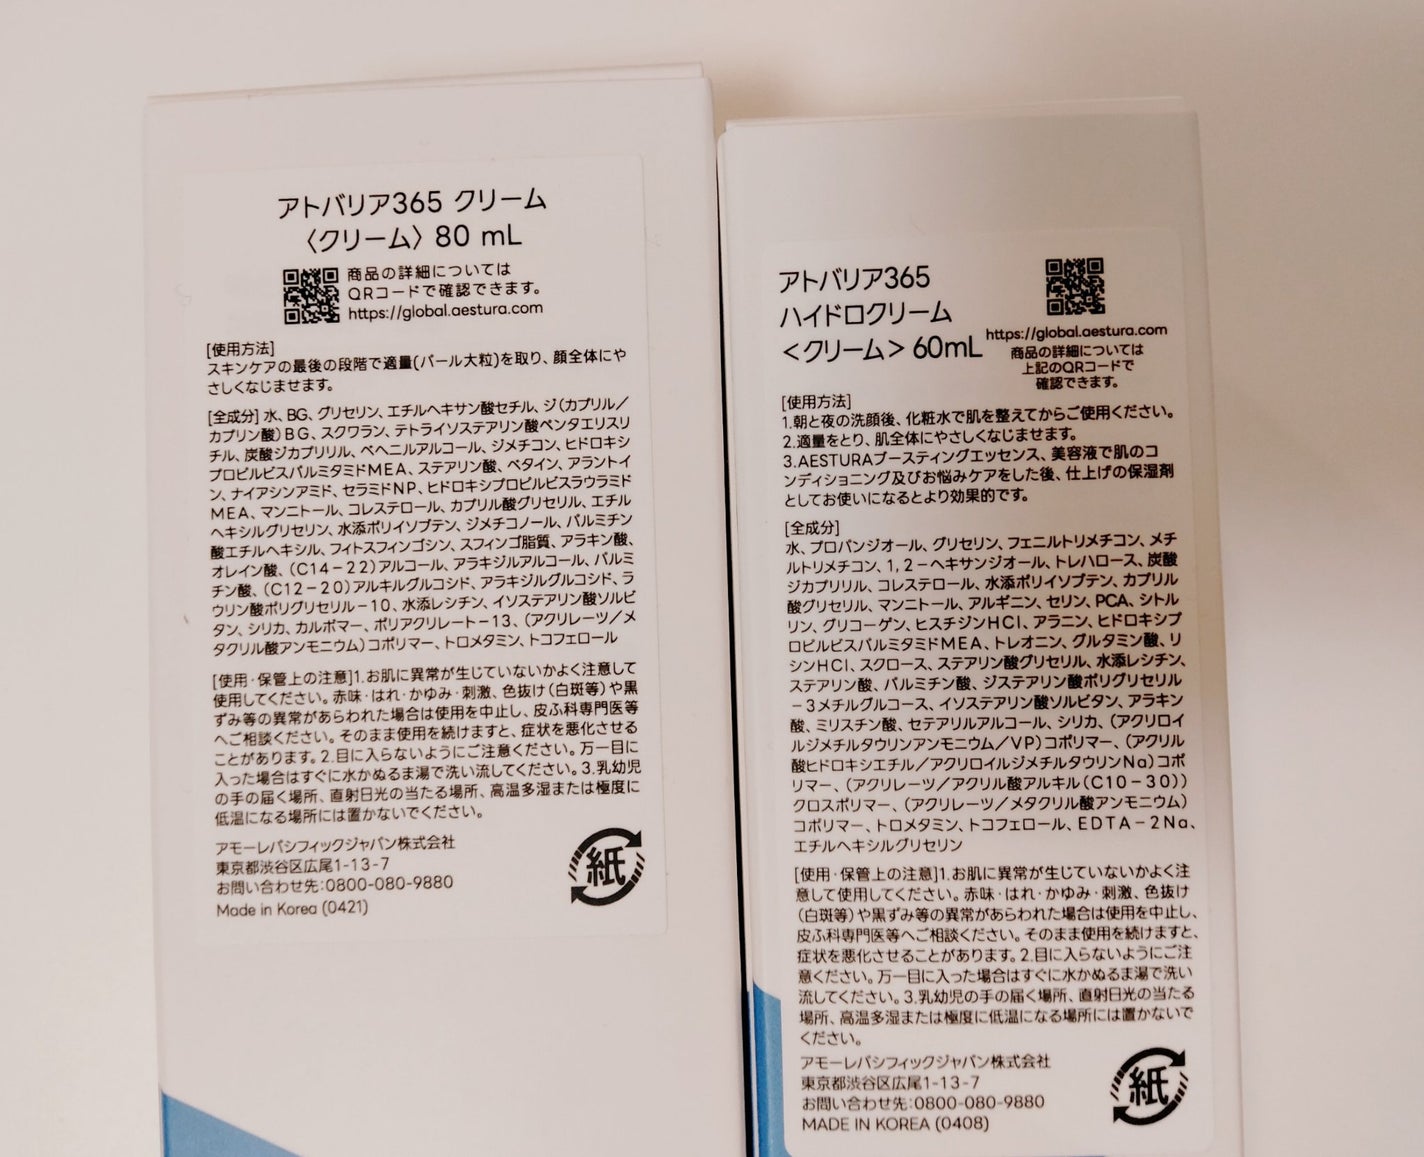 アトバリア365 クリーム
〈クリーム〉 80 mL
商品の詳細については
QRコードで確認できます。
https://global.aestura.com
[使用方法]
スキンケアの最後の段階で適量(パール大粒)を取り、顔全体にや
さしくなじませます。
[全成分] 水、BG、グリセリン、エチルヘキサン酸セチル、ジ(カプリル/
カプリン酸)BG、スクワラン、テトライソステアリン酸ペンタエリスリ
チル、炭酸ジカプリリル、ベヘニルアルコール、ジメチコン、ヒドロキシ
プロピルビスパルミタミドMEA、ステアリン酸、ベタイン、アラントイ
ン、ナイアシンアミド、セラミドNP、ヒドロキシプロピルビスラウラミド
MEA、マンニトール、コレステロール、カプリル酸グリセリル、エチル
ヘキシルグリセリン、水添ポリイソブテン、ジメチコノール、パルミチン
酸エチルヘキシル、フィトスフィンゴシン、スフィンゴ脂質、アラキン酸、
オレイン酸、(C14-22)アルコール、アラキジルアルコール、パルミ
チン酸、(C12-20)アルキルグルコシド、アラキジルグルコシド、ラ
ウリン酸ポリグリセリル-10、水添レシチン、イソステアリン酸ソルビ
タン、シリカ、カルボマー、ポリアクリレート-13、(アクリレーツ/メ
タクリル酸アンモニウム)コポリマー、トロメタミン、トコフェロール
[使用・保管上の注意]1.お肌に異常が生じていないかよく注意して
使用してください。赤味・はれ・かゆみ・刺激、色抜け(白斑等)や黒
ずみ等の異常があらわれた場合は使用を中止し、皮ふ科専門医等
へご相談ください。そのまま使用を続けますと、症状を悪化させる
ことがあります。2.目に入らないようにご注意ください。万一目に
入った場合はすぐに水かぬるま湯で洗い流してください。3.乳幼児
の手の届く場所、直射日光の当たる場所、高温多湿または極度に
低温になる場所には置かないでください。
アモーレパシフィックジャパン株式会社
東京都渋谷区広尾1-13-7
お問い合わせ先:0800-080-9880
Made in Korea (0421)
紙
アトバリア365
ハイドロクリーム
<クリーム> 60mL
https://global.aestura.com
商品の詳細については
上記のQRコードで
確認できます。
[使用方法]
1.朝と夜の洗顔後、化粧水で肌を整えてからご使用ください。
2.適量をとり、肌全体にやさしくなじませます。
3.AESTURAブースティングエッセンス、美容液で肌のコ
ンディショニング及びお悩みケアをした後、仕上げの保湿剤
としてお使いになるとより効果的です。
[全成分]
水、プロパンジオール、グリセリン、フェニルトリメチコン、メチ
ルトリメチコン、1,2-ヘキサンジオール、トレハロース、炭酸
ジカプリリル、コレステロール、水添ポリイソブテン、カプリル
酸グリセリル、マンニトール、アルギニン、セリン、PCA、シトル
リン、グリコーゲン、ヒスチジンHCl、アラニン、ヒドロキシプ
ロピルビスパルミタミドMEA、トレオニン、グルタミン酸、リ
シンHCl、スクロース、ステアリン酸グリセリル、水添レシチン、
ステアリン酸、パルミチン酸、ジステアリン酸ポリグリセリル
-3メチルグルコース、イソステアリン酸ソルビタン、アラキン
酸、ミリスチン酸、セテアリルアルコール、シリカ、(アクリロイ
ルジメチルタウリンアンモニウム/VP)コポリマー、(アクリル
酸ヒドロキシエチル/アクリロイルジメチルタウリンNa)コポ
リマー、(アクリレーツ/アクリル酸アルキル(C10-30))
クロスポリマー、(アクリレーツ/メタクリル酸アンモニウム)
コポリマー、トロメタミン、トコフェロール、EDTA-2Na、
エチルヘキシルグリセリン
[使用・保管上の注意]1.お肌に異常が生じていないかよく注
意して使用してください。赤味・はれ・かゆみ・刺激、色抜け
(白斑等)や黒ずみ等の異常があらわれた場合は使用を中止し、
皮ふ科専門医等へご相談ください。そのまま使用を続けますと、
症状を悪化させることがあります。2.目に入らないようにご注
意ください。万一目に入った場合はすぐに水かぬるま湯で洗い
流してください。3.乳幼児の手の届く場所、直射日光の当たる
場所、高温多湿または極度に低温になる場所には置かないで
ください。
アモーレパシフィックジャパン株式会社
東京都渋谷区広尾1-13-7
お問い合わせ先:0800-080-9880
MADE IN KOREA (0408)
紙